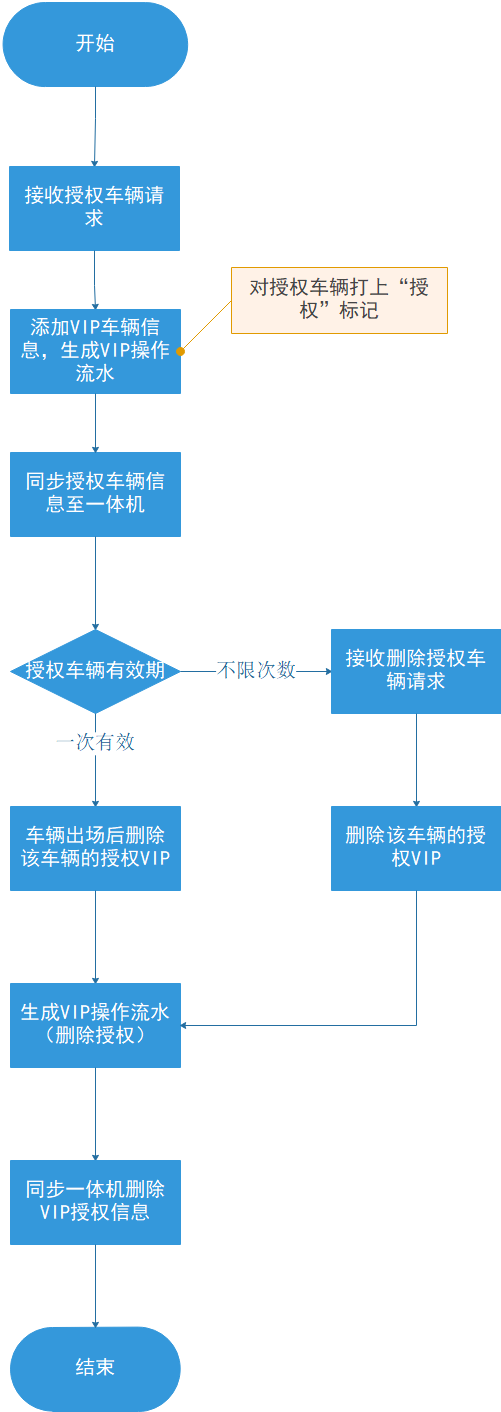 开始
接收授权车辆请
求
对授权车辆打上“授
权”标记
添加VIP车辆信
息，生成VIP操作
流水
同步授权车辆信
息至一体机
授权车辆有效期
不限次数
接收删除授权车
辆请求
一次有效
车辆出场后删除
该车辆的授权VIP
删除该车辆的授
权VIP
生成VIP操作流水
（删除授权）
同步一体机删除
VIP授权信息
结束